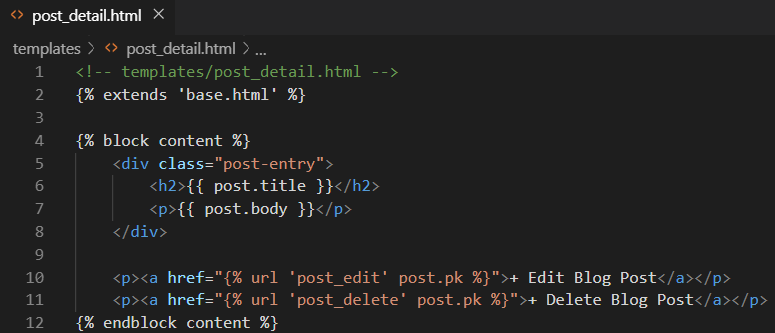 <> post_detail.html ×
templates > <> post_detail.html > ...
1 <!-- templates/post_detail.html -->
2 {% extends 'base.html' %}
3
4 {% block content %}
5     <div class="post-entry">
6         <h2>{{ post.title }}</h2>
7         <p>{{ post.body }}</p>
8     </div>
9
10     <p><a href="{% url 'post_edit' post.pk %}">+ Edit Blog Post</a></p>
11     <p><a href="{% url 'post_delete' post.pk %}">+ Delete Blog Post</a></p>
12 {% endblock content %}